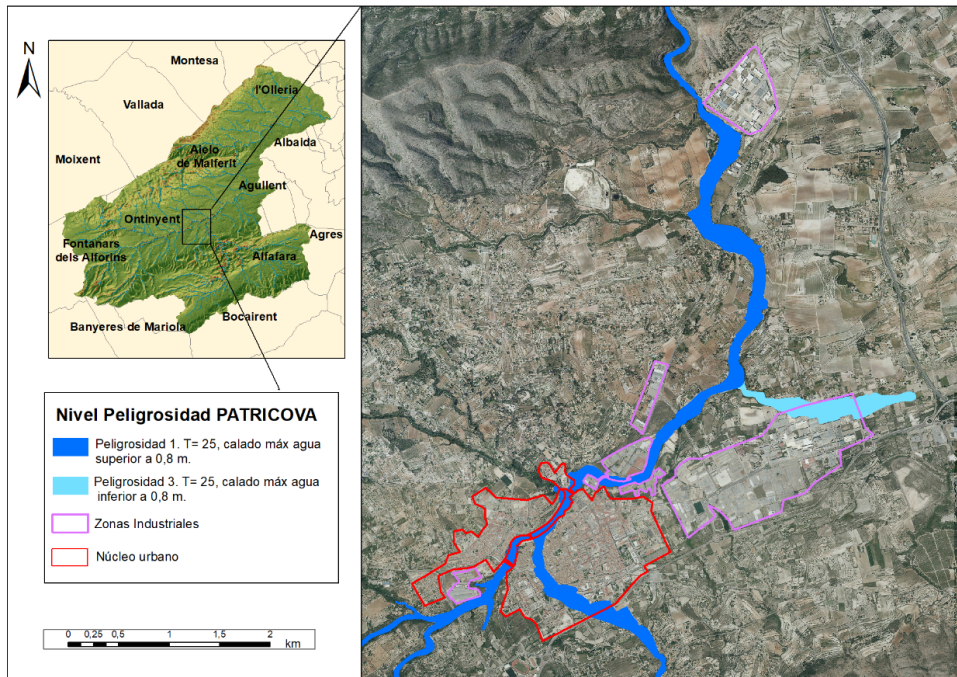 N
Montesa
l'Olleria
Vallada
Albaida
Aielo
de Malferit
Moixent
Agullent
Ontinyent
Agres
Fontanars
dels Alforins
Alfafara
Bocairent
Banyeres de Mariola
Nivel Peligrosidad PATRICOVA
Peligrosidad 1. T= 25, calado máx agua
superior a 0,8 m.
Peligrosidad 3. T= 25, calado máx agua
inferior a 0,8 m.
Zonas Industriales
Núcleo urbano
0 0,25 0,5 1 1,5 2
km